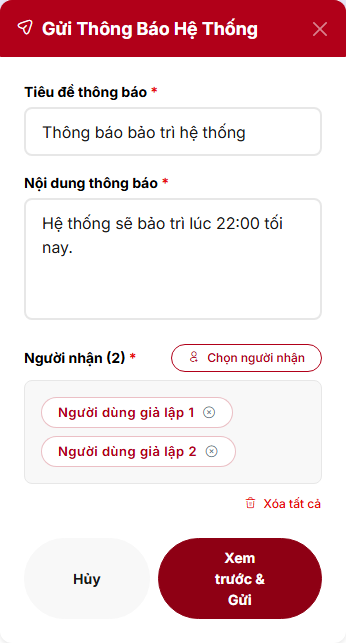 Gửi Thông Báo Hệ Thống
Tiêu đề thông báo *
Thông báo bảo trì hệ thống
Nội dung thông báo *
Hệ thống sẽ bảo trì lúc 22:00 tối
nay.
Người nhận (2) *
Chọn người nhận
Người dùng giả lập 1
Người dùng giả lập 2
Xóa tất cả
Hủy
Xem
trước &
Gửi